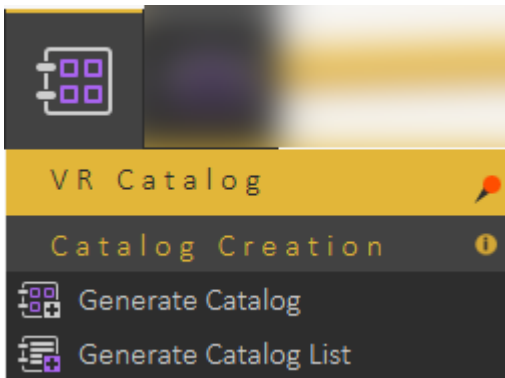 VR Catalog
Catalog Creation
Generate Catalog
Generate Catalog List